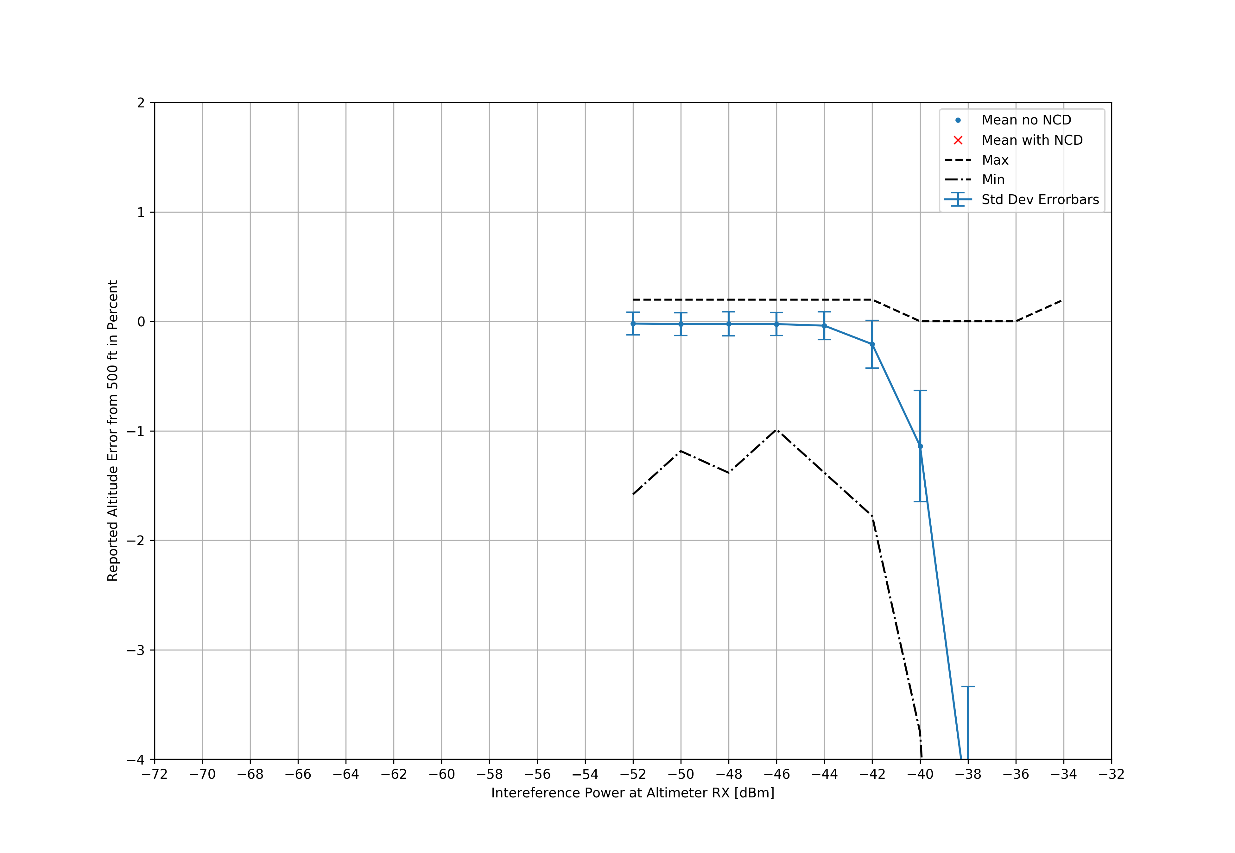 2
1
0
−1
−2
−3
−4
Reported Altitude Error from 500 ft in Percent
Mean no NCD
Mean with NCD
Max
Min
Std Dev Errorbars
−72 −70 −68 −66 −64 −62 −60 −58 −56 −54 −52 −50 −48 −46 −44 −42 −40 −38 −36 −34 −32
Intereference Power at Altimeter RX [dBm]